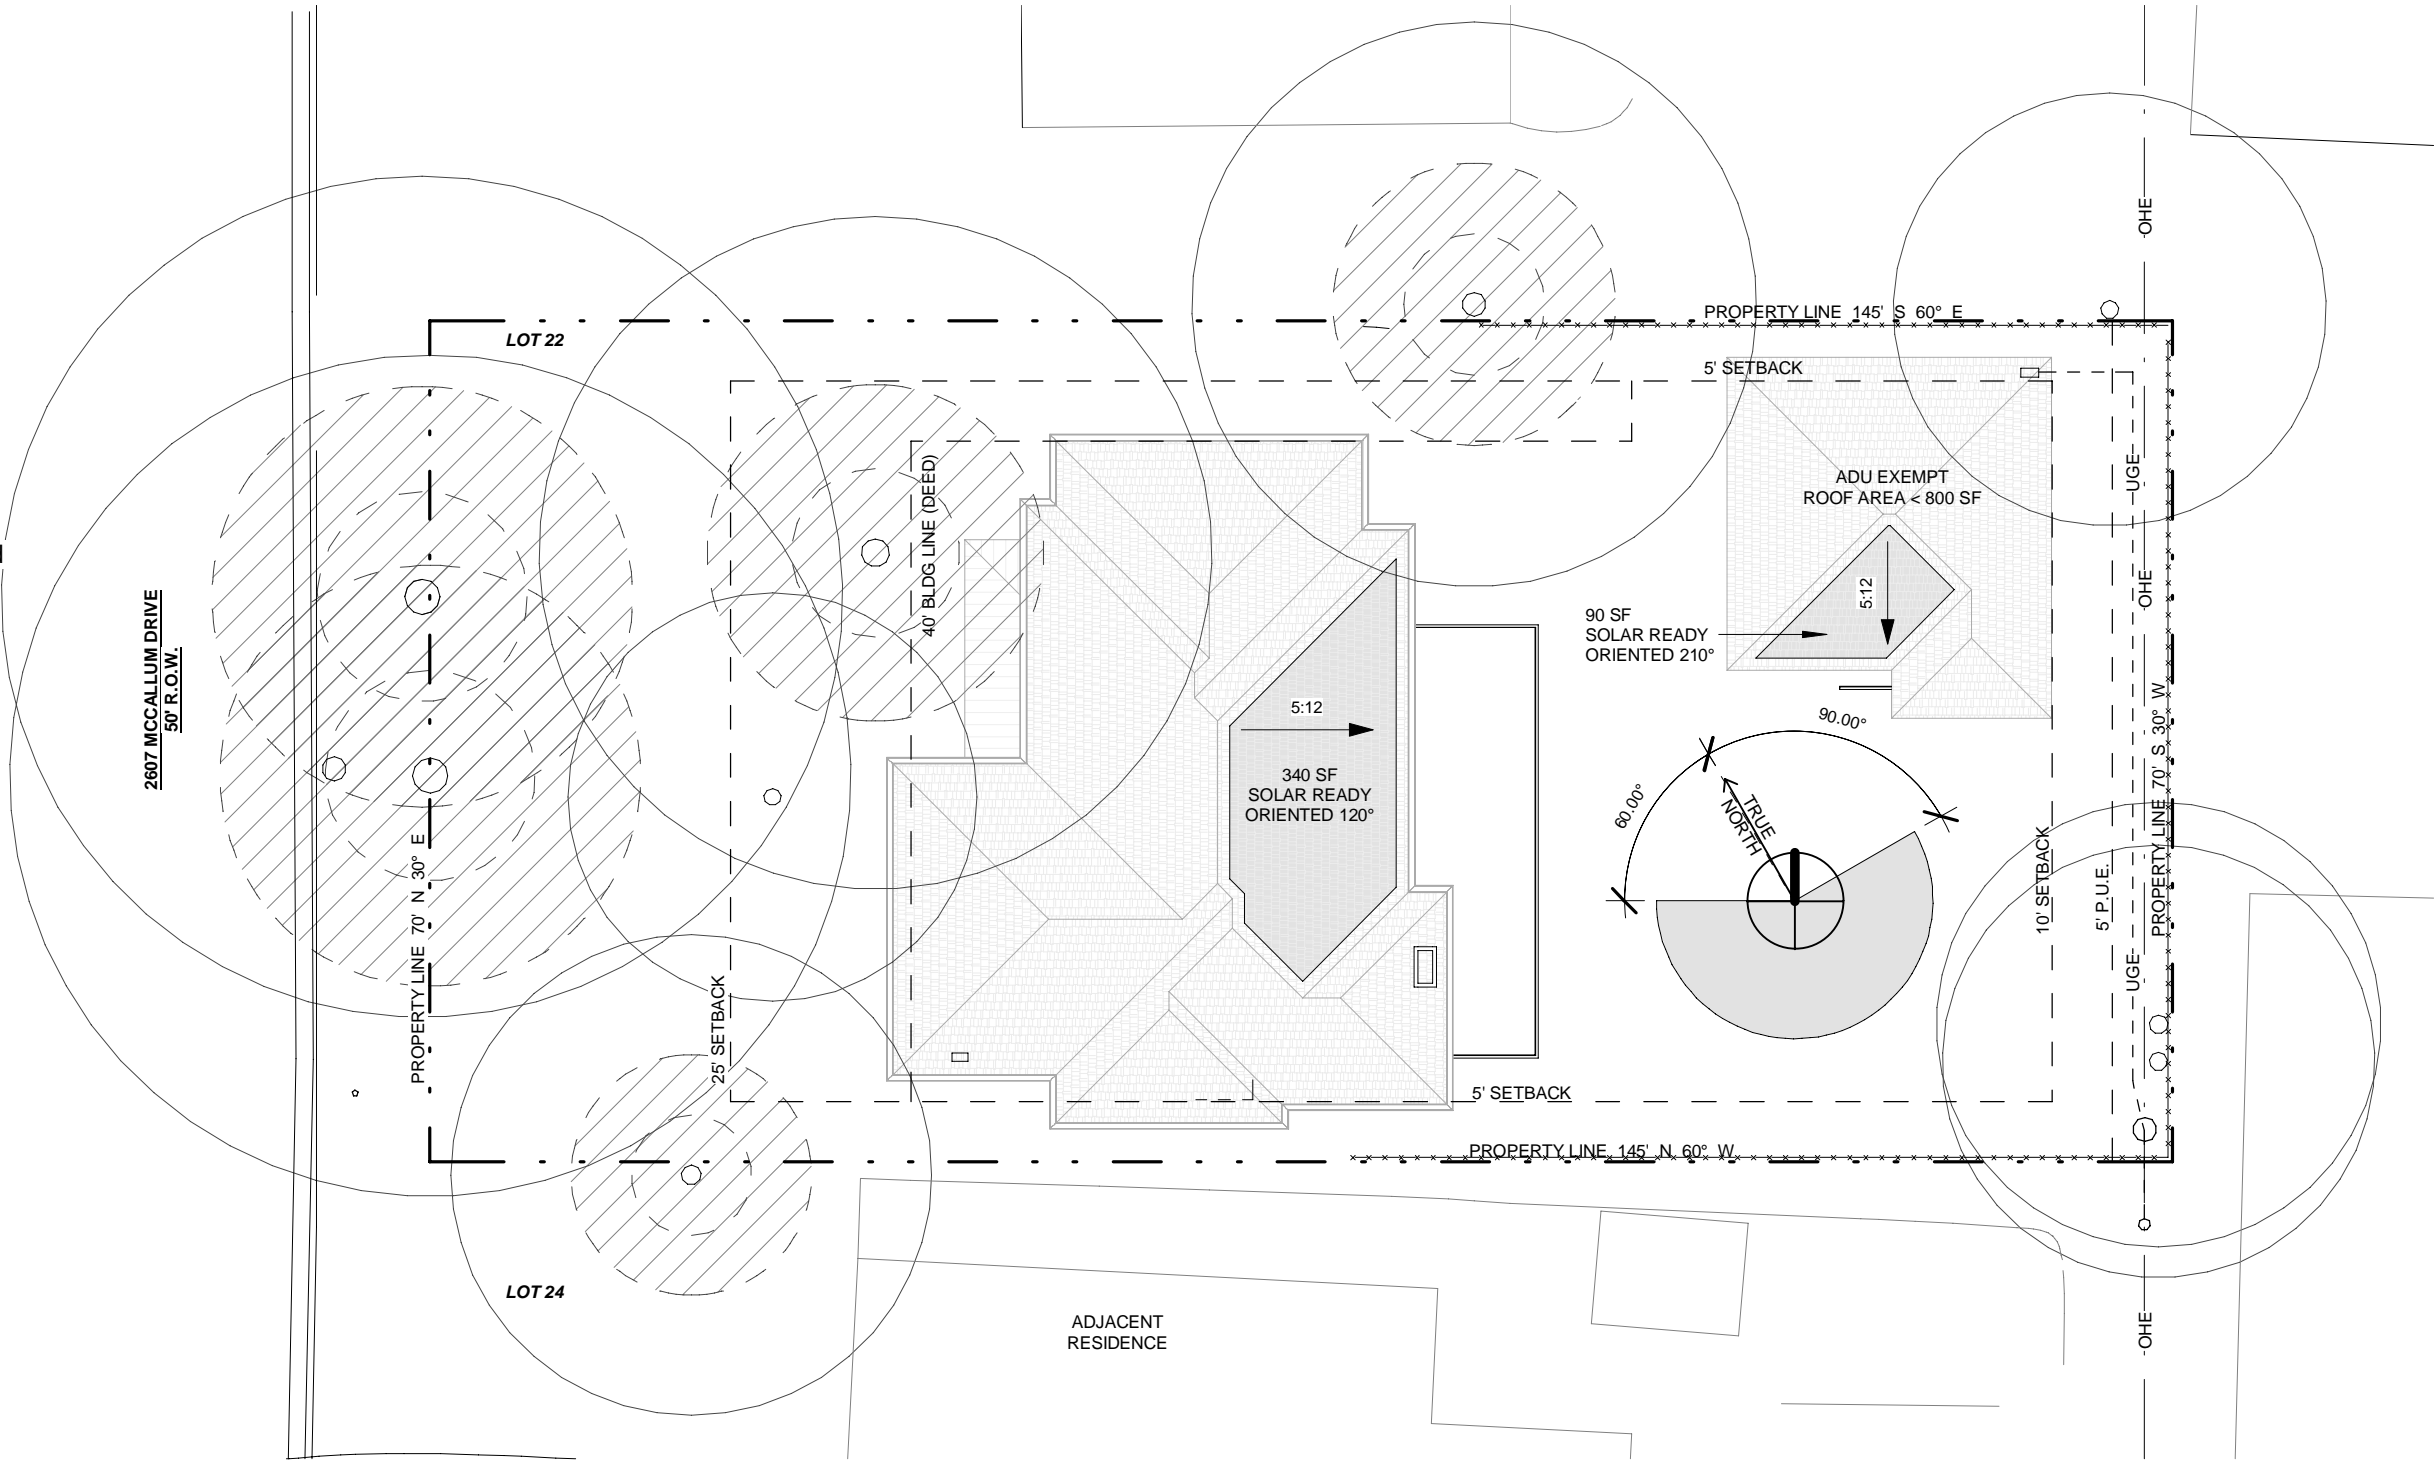 OHE
PROPERTY LINE 145' S 60° E
LOT 22
5' SETBACK
40' BLDG LINE (DEED)
ADU EXEMPT
ROOF AREA < 800 SF
UGE
OHE
5:12
90 SF
SOLAR READY
ORIENTED 210°
2607 MCCALLUM DRIVE
50' R.O.W.
5:12
340 SF
SOLAR READY
ORIENTED 120°
90.00°
60.00°
TRUE
NORTH
PROPERTY LINE 70' S 30° W
PROPERTY LINE 70' N 30° E
10' SETBACK
5' P.U.E.
UGE
25' SETBACK
5' SETBACK
PROPERTY LINE 145' N 60° W
LOT 24
ADJACENT
RESIDENCE
OHE